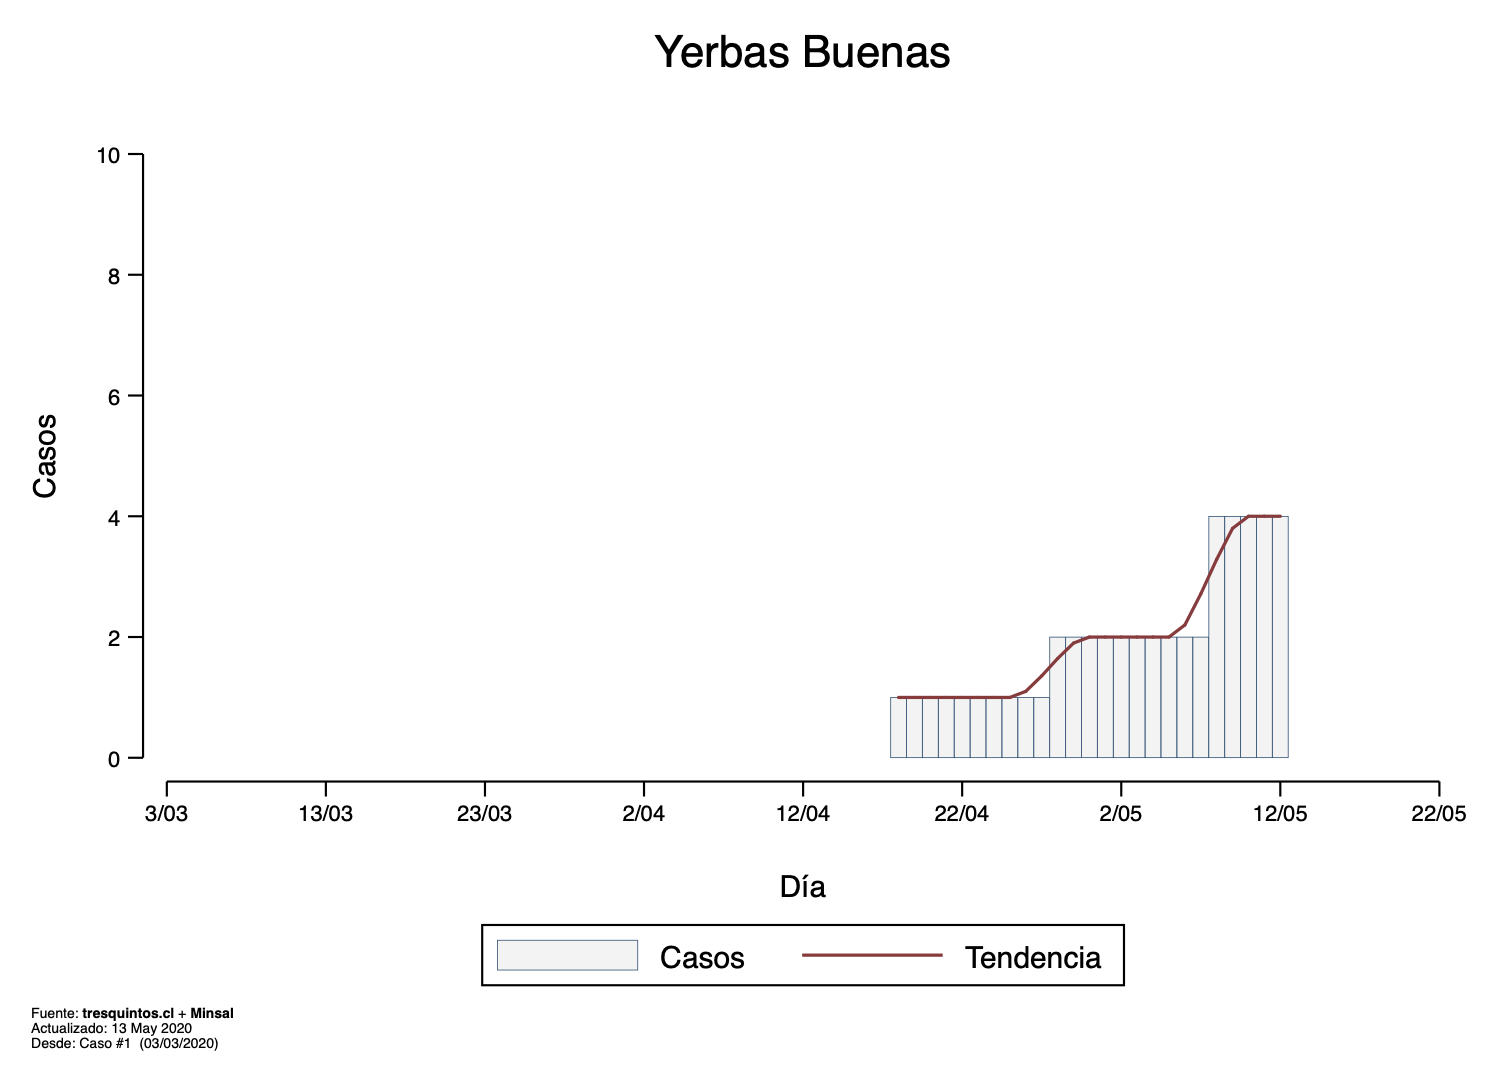 Yerbas Buenas
10
8
6
4
2
0
Casos
3/03 13/03 23/03 2/04 12/04 22/04 2/05 12/05 22/05
Día
Casos Tendencia
Fuente: tresquintos.cl + Minsal
Actualizado: 13 May 2020
Desde: Caso #1 (03/03/2020)